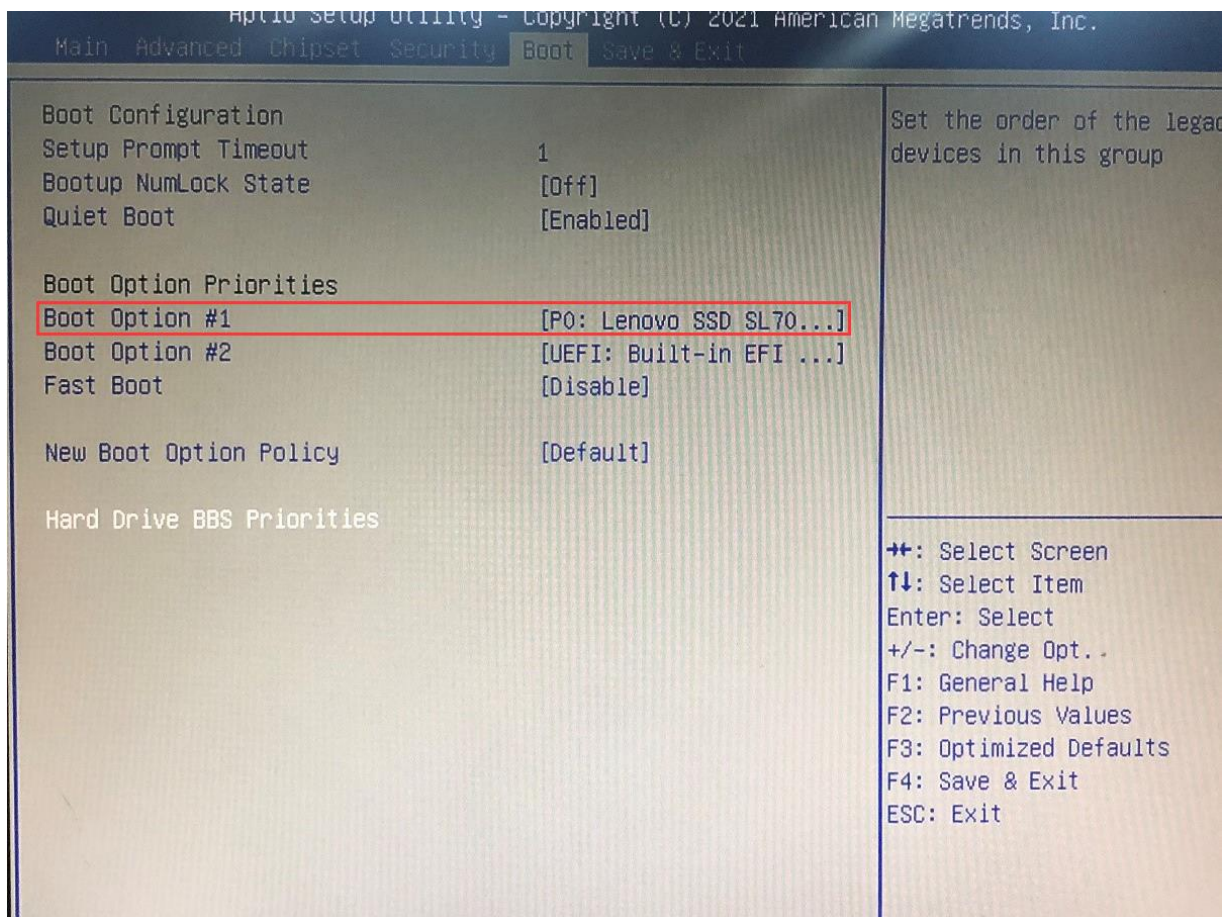 Aptio Setup Utility - Copyright (C) 2021 American Megatrends, Inc.
Main Advanced Chipset Security Boot Save & Exit
Boot Configuration
Setup Prompt Timeout 1
Bootup NumLock State [Off]
Quiet Boot [Enabled]
Boot Option Priorities
Boot Option #1 [P0: Lenovo SSD SL70...]
Boot Option #2 [UEFI: Built-in EFI ...]
Fast Boot [Disable]
New Boot Option Policy [Default]
Hard Drive BBS Priorities
Set the order of the legac
devices in this group
→←: Select Screen
↑↓: Select Item
Enter: Select
+/-: Change Opt.
F1: General Help
F2: Previous Values
F3: Optimized Defaults
F4: Save & Exit
ESC: Exit